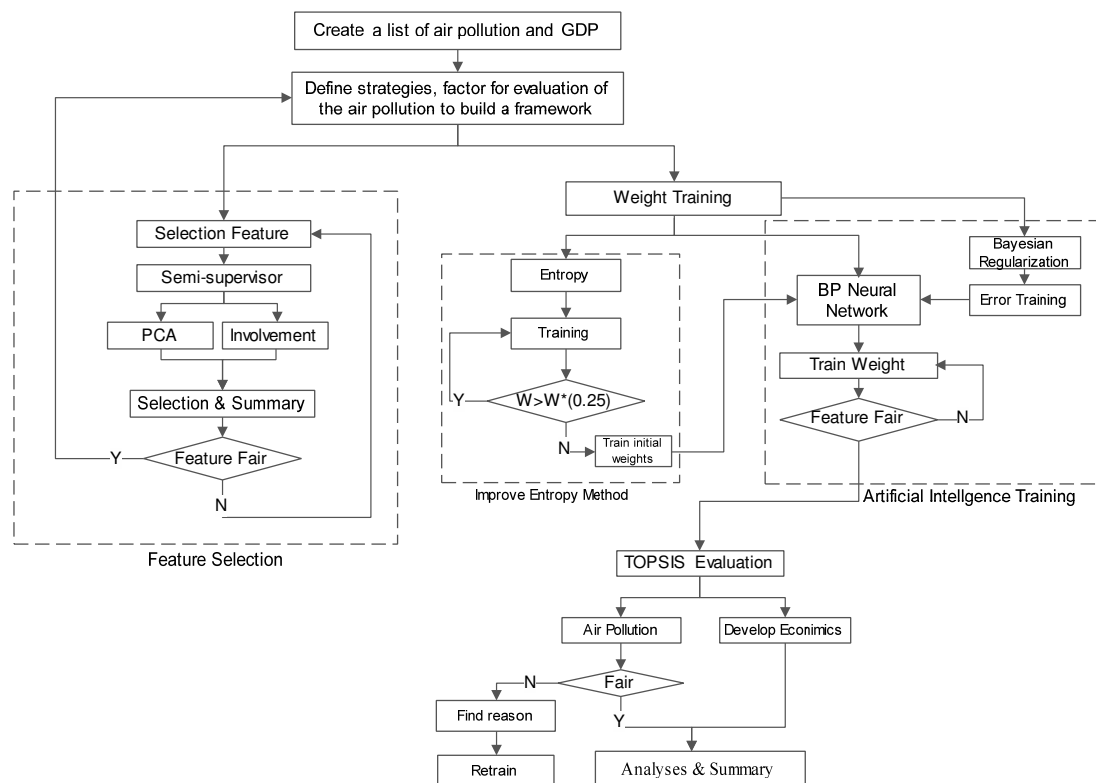 Create a list of air pollution and GDP
Define strategies, factor for evaluation of
the air pollution to build a framework
Weight Training
Selection Feature
Semi-supervisor
PCA
Involvement
Selection & Summary
Feature Fair
Y
N
Feature Selection
Entropy
Training
W>W*(0.25)
Y
N
Train initial
weights
Improve Entropy Method
Bayesian
Regularization
Error Training
BP Neural
Network
Train Weight
Feature Fair
N
Artificial Intellgence Training
TOPSIS Evaluation
Air Pollution
Develop Econimics
Fair
N
Y
Find reason
Retrain
Analyses & Summary